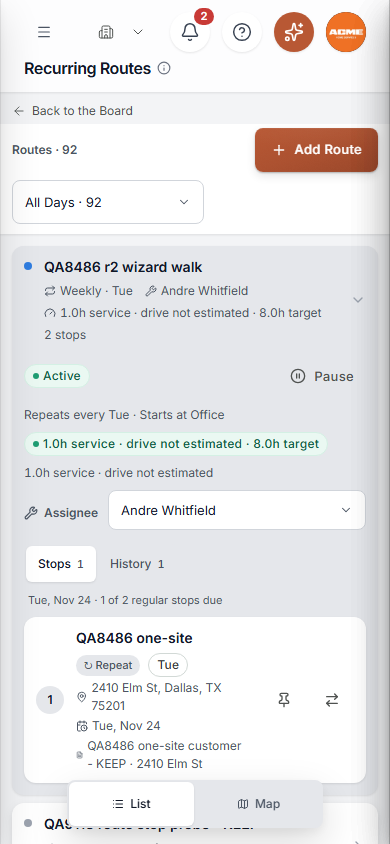 2
ACME
Recurring Routes
Back to the Board
Routes · 92
+ Add Route
All Days · 92
QA8486 r2 wizard walk
Weekly · Tue Andre Whitfield
1.0h service · drive not estimated · 8.0h target
2 stops
Active
Pause
Repeats every Tue · Starts at Office
1.0h service · drive not estimated · 8.0h target
1.0h service · drive not estimated
Assignee Andre Whitfield
Stops 1 History 1
Tue, Nov 24 · 1 of 2 regular stops due
QA8486 one-site
↻ Repeat Tue
1
2410 Elm St, Dallas, TX
75201
Tue, Nov 24
QA8486 one-site customer
- KEEP · 2410 Elm St
List Map